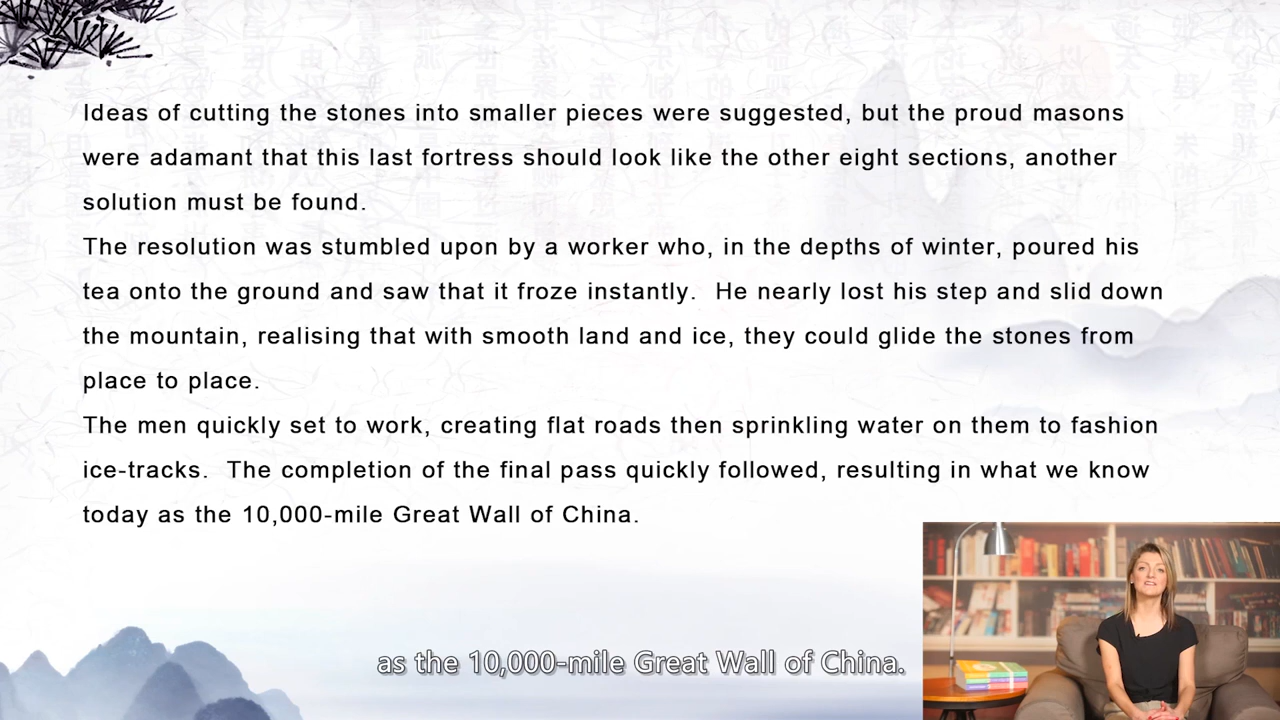 Ideas of cutting the stones into smaller pieces were suggested, but the proud masons
were adamant that this last fortress should look like the other eight sections, another
solution must be found.
The resolution was stumbled upon by a worker who, in the depths of winter, poured his
tea onto the ground and saw that it froze instantly.  He nearly lost his step and slid down
the mountain, realising that with smooth land and ice, they could glide the stones from
place to place.
The men quickly set to work, creating flat roads then sprinkling water on them to fashion
ice-tracks.  The completion of the final pass quickly followed, resulting in what we know
today as the 10,000-mile Great Wall of China.
as the 10,000-mile Great Wall of China.